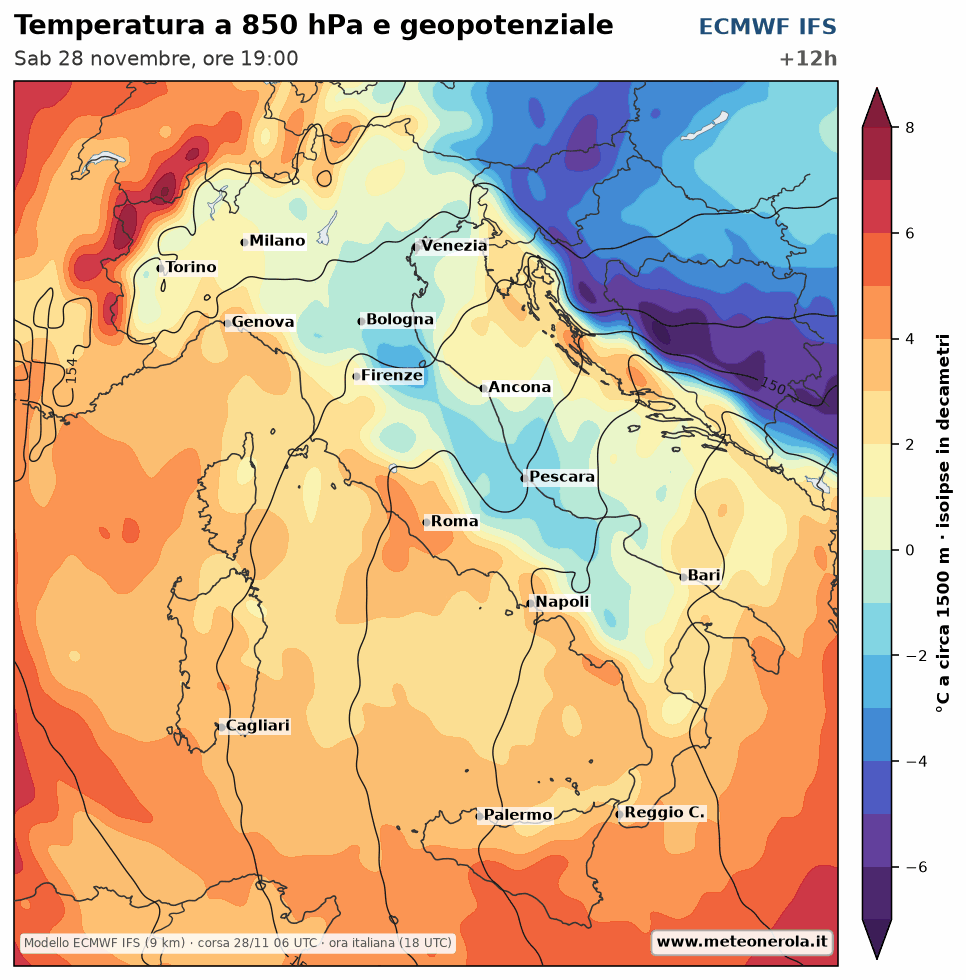 Temperatura a 850 hPa e geopotenziale
ECMWF IFS
Sab 28 novembre, ore 19:00
+12h
Milano
Venezia
Torino
Genova
Bologna
154
Firenze
Ancona
150
Pescara
Roma
Bari
Napoli
Cagliari
Palermo
Reggio C.
8
6
4
2
0
−2
−4
−6
°C a circa 1500 m · isoipse in decametri
Modello ECMWF IFS (9 km) · corsa 28/11 06 UTC · ora italiana (18 UTC)
www.meteonerola.it